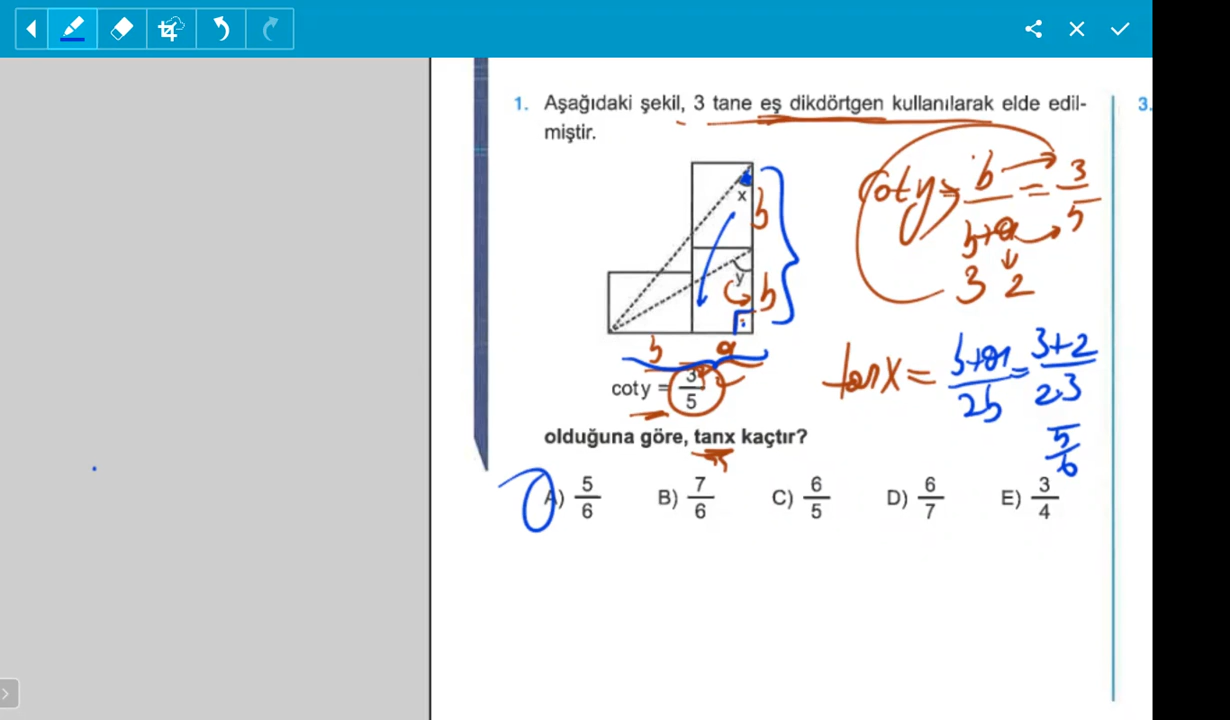 1. Aşağıdaki şekil, 3 tane eş dikdörtgen kullanılarak elde edil-
miştir.
3.
x
b
y
b
b
a
coty = 3/5
olduğuna göre, tanx kaçtır?
A) 5/6 B) 7/6 C) 6/5 D) 6/7 E) 3/4
coty = b/b+a = 3/5
3 2
tanx = b+a/2b = 3+2/2.3
5/6